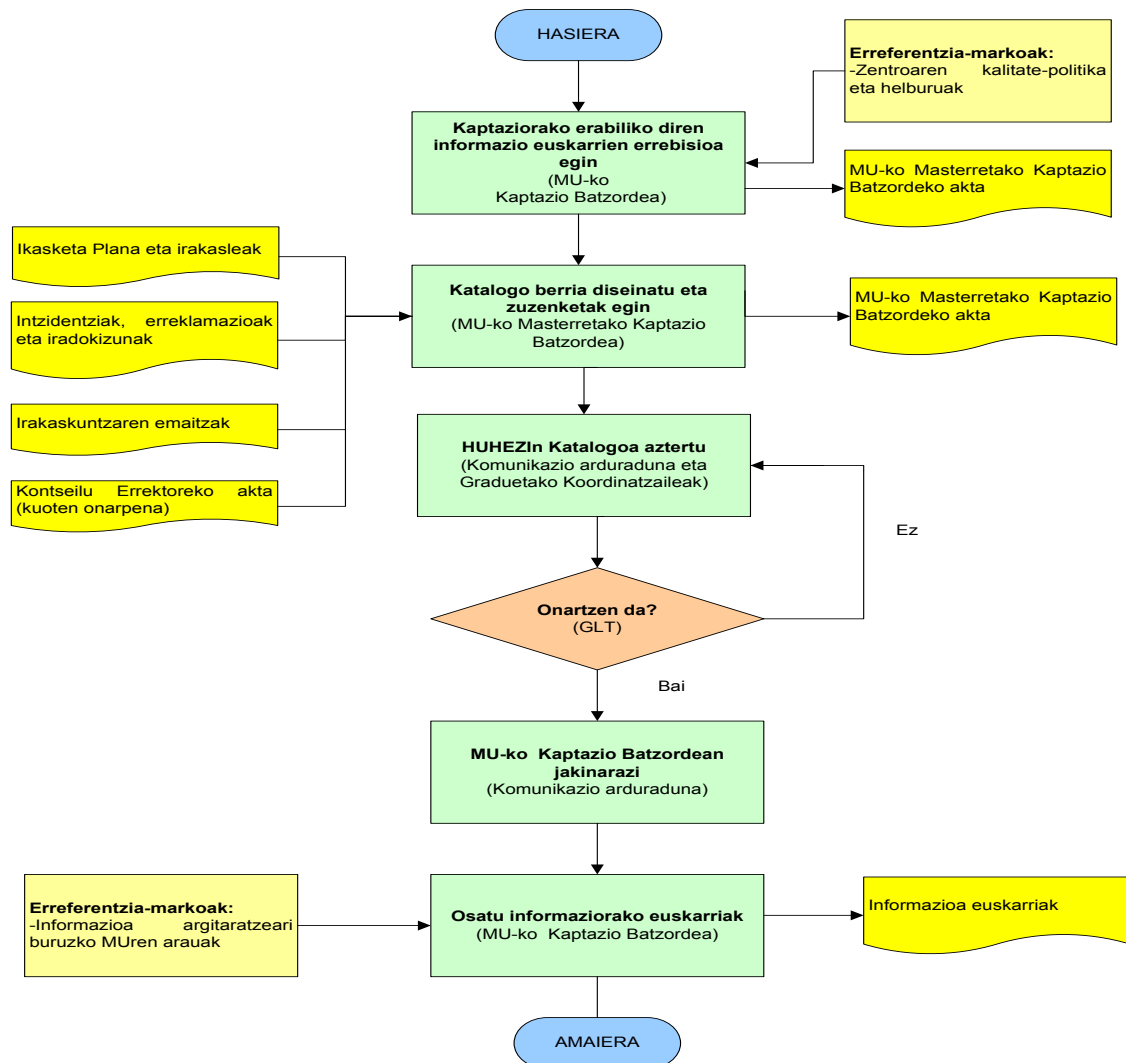 HASIERA
Erreferentzia-markoak:
-Zentroaren kalitate-politika
eta helburuak
Kaptaziorako erabiliko diren
informazio euskarrien errebisioa
egin
(MU-ko
Kaptazio Batzordea)
MU-ko Masterretako Kaptazio
Batzordeko akta
Ikasketa Plana eta irakasleak
Intzidentziak, erreklamazioak
eta iradokizunak
Irakaskuntzaren emaitzak
Kontseilu Errektoreko akta
(kuoten onarpena)
Katalogo berria diseinatu eta
zuzenketak egin
(MU-ko Masterretako Kaptazio
Batzordea)
MU-ko Masterretako Kaptazio
Batzordeko akta
HUHEZIn Katalogoa aztertu
(Komunikazio arduraduna eta
Graduetako Koordinatzaileak)
Ez
Onartzen da?
(GLT)
Bai
MU-ko Kaptazio Batzordean
jakinarazi
(Komunikazio arduraduna)
Erreferentzia-markoak:
-Informazioa argitaratzeari
buruzko MUren arauak
Osatu informaziorako euskarriak
(MU-ko Kaptazio Batzordea)
Informazioa euskarriak
AMAIERA